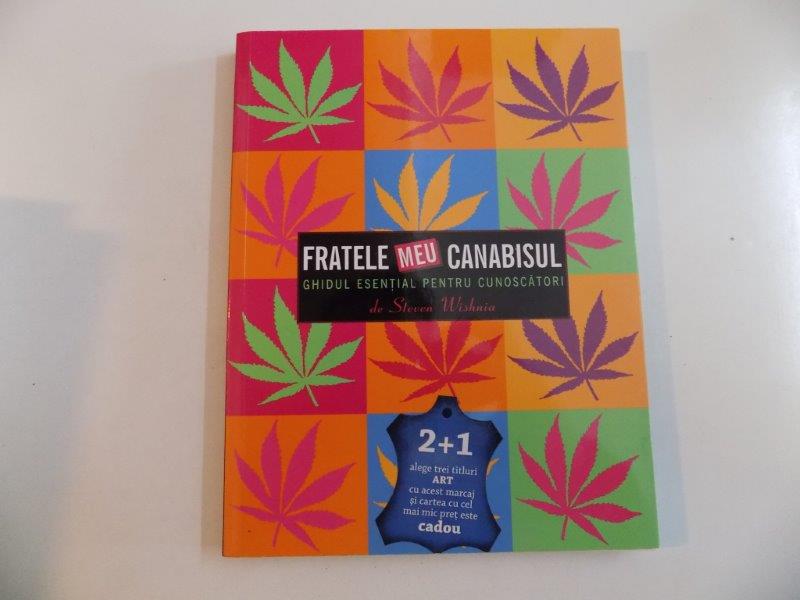 FRATELE MEU CANABISUL
GHIDUL ESENȚIAL PENTRU CUNOSCĂTORI
de Steven Wishnia
2+1
alege trei titluri
ART
cu acest marcaj
și cartea cu cel
mai mic preț este
cadou